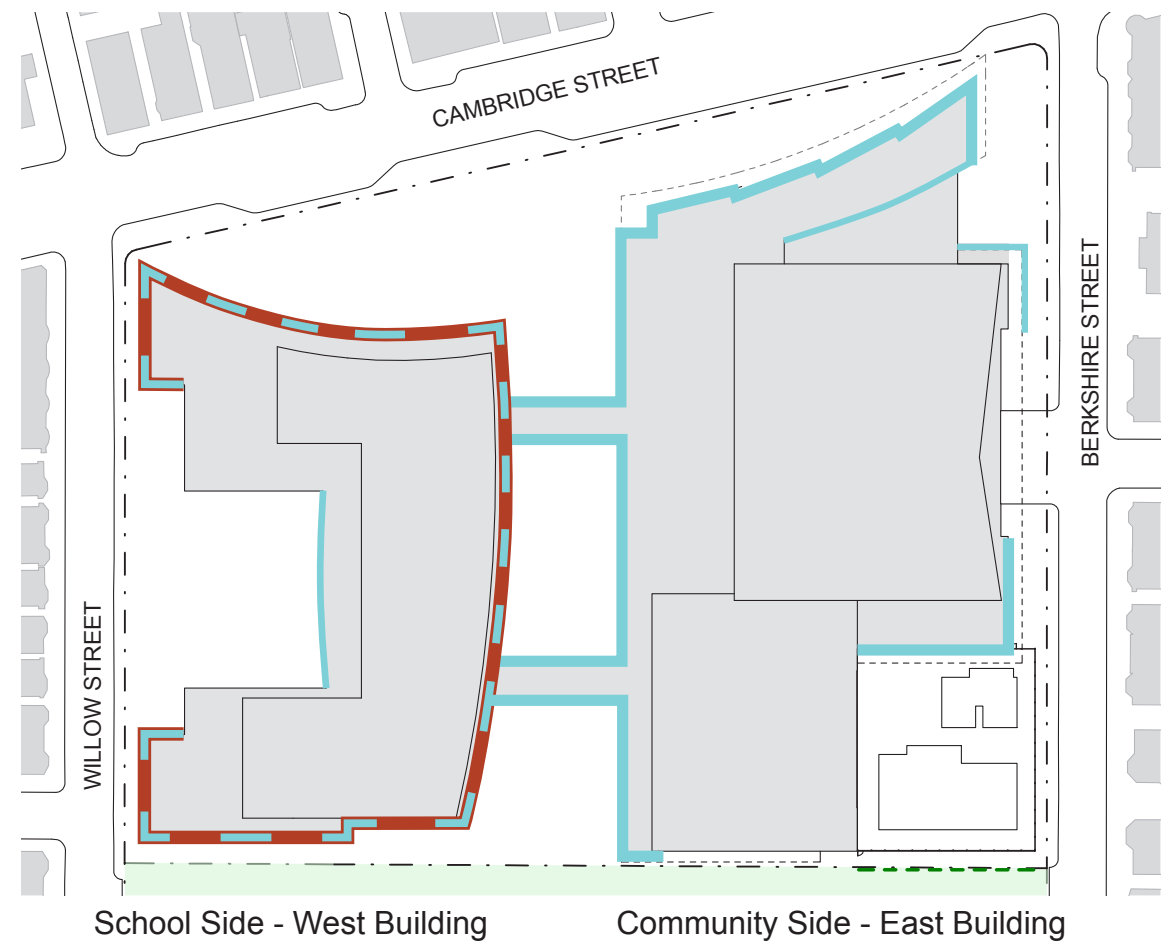 CAMBRIDGE STREET
BERKSHIRE STREET
WILLOW STREET
School Side - West Building
Community Side - East Building